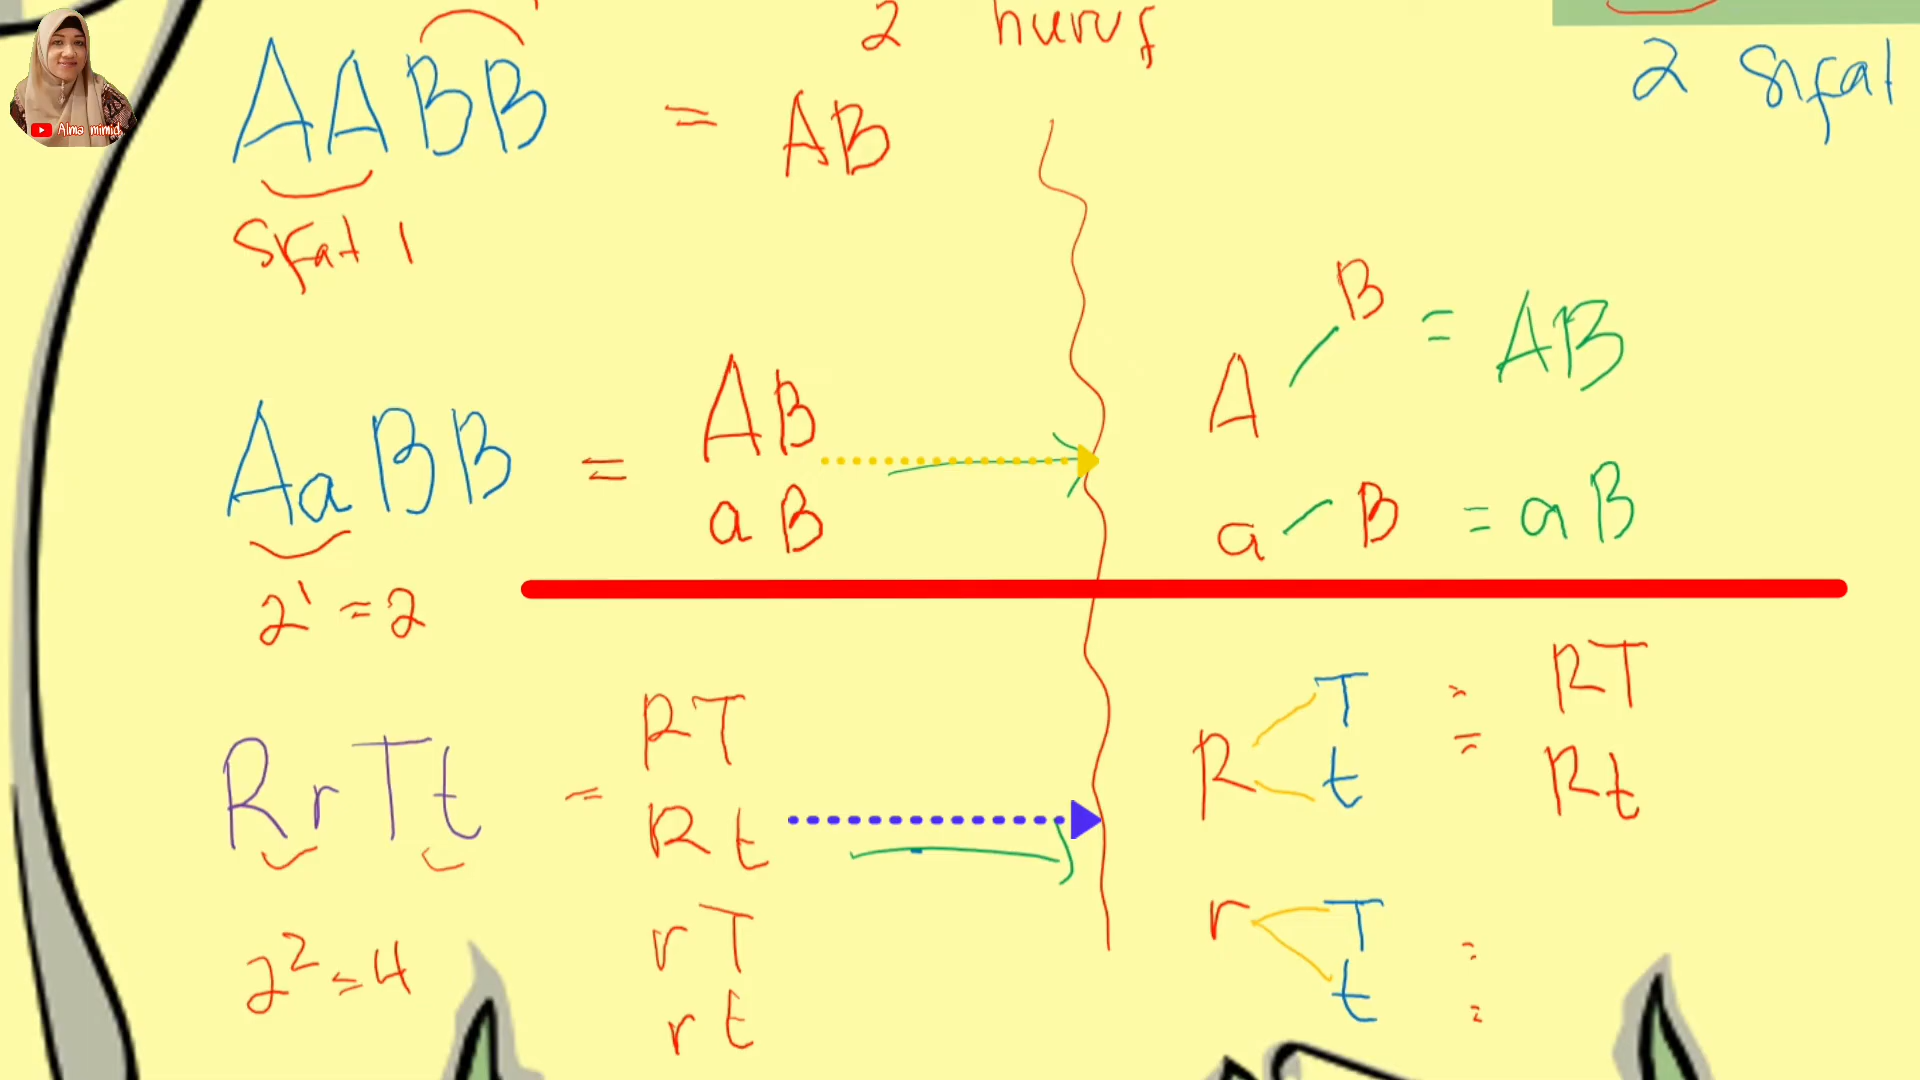 2 huruf
2 sifat
AABB = AB
Sifat 1
Alma mimid
B
A = AB
AaBB = AB
aB
a B = aB
2¹ = 2
RT
RrTt = Rt
rT
rt
2² = 4
T = RT
R
t = Rt
r T =
t =